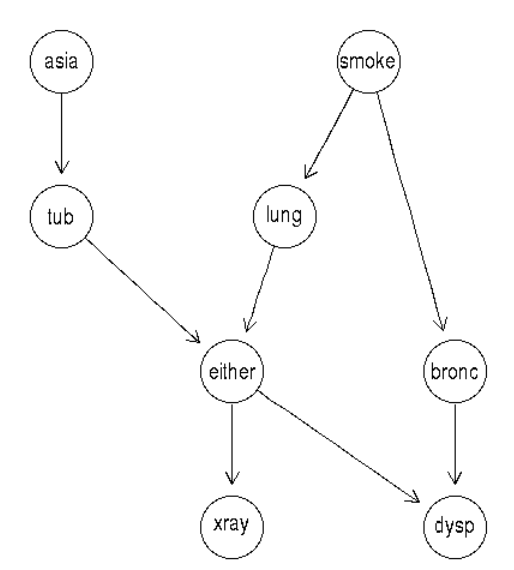 asia
smoke
tub
lung
either
bronc
xray
dysp